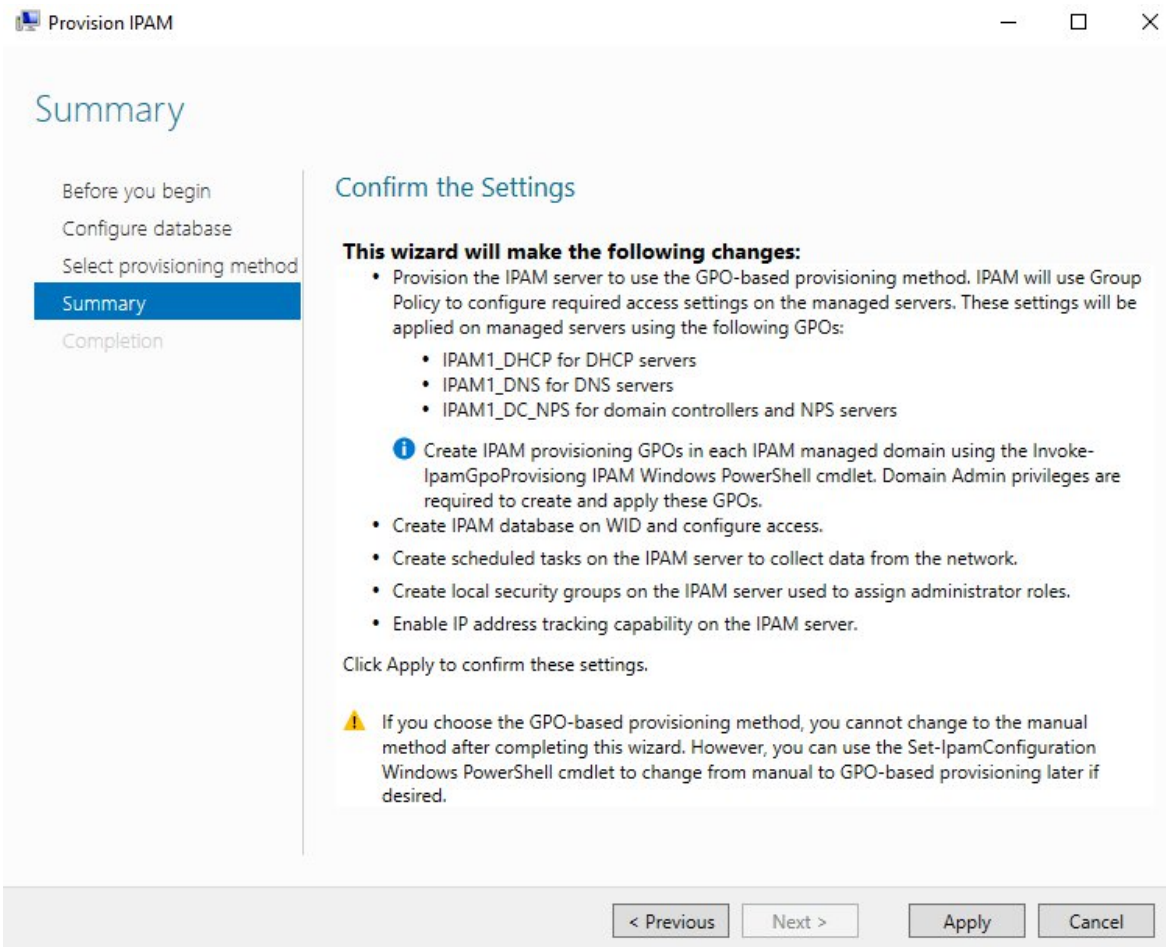 Provision IPAM
Summary
Before you begin
Configure database
Select provisioning method
Summary
Completion
Confirm the Settings
This wizard will make the following changes:
• Provision the IPAM server to use the GPO-based provisioning method. IPAM will use Group
Policy to configure required access settings on the managed servers. These settings will be
applied on managed servers using the following GPOs:
• IPAM1_DHCP for DHCP servers
• IPAM1_DNS for DNS servers
• IPAM1_DC_NPS for domain controllers and NPS servers
Create IPAM provisioning GPOs in each IPAM managed domain using the Invoke-
IpamGpoProvisiong IPAM Windows PowerShell cmdlet. Domain Admin privileges are
required to create and apply these GPOs.
• Create IPAM database on WID and configure access.
• Create scheduled tasks on the IPAM server to collect data from the network.
• Create local security groups on the IPAM server used to assign administrator roles.
• Enable IP address tracking capability on the IPAM server.
Click Apply to confirm these settings.
If you choose the GPO-based provisioning method, you cannot change to the manual
method after completing this wizard. However, you can use the Set-IpamConfiguration
Windows PowerShell cmdlet to change from manual to GPO-based provisioning later if
desired.
< Previous
Next >
Apply
Cancel